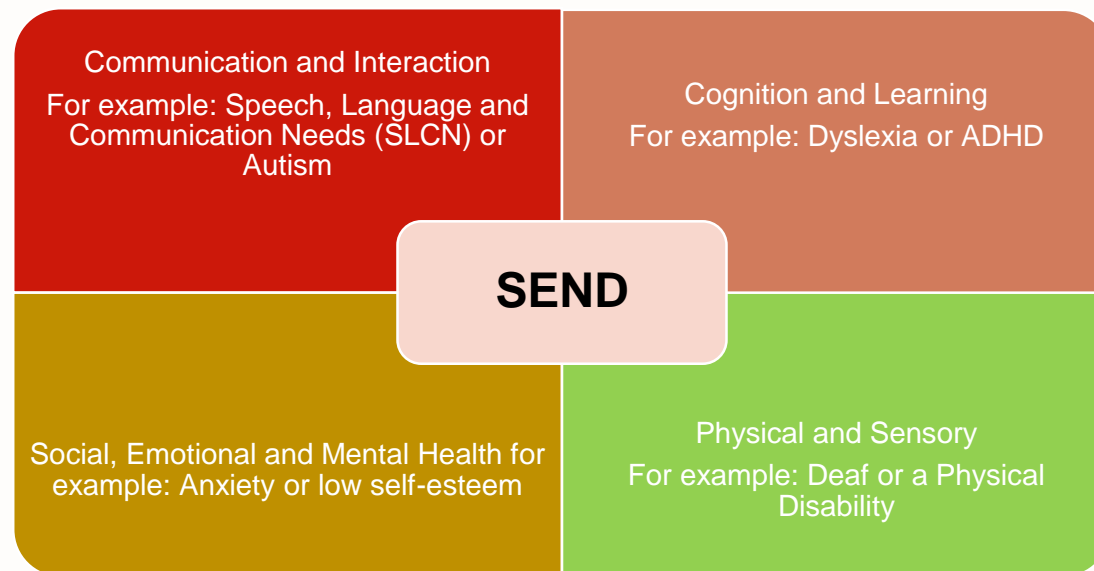 Communication and Interaction
For example: Speech, Language and
Communication Needs (SLCN) or
Autism
Cognition and Learning
For example: Dyslexia or ADHD
SEND
Social, Emotional and Mental Health for
example: Anxiety or low self-esteem
Physical and Sensory
For example: Deaf or a Physical
Disability